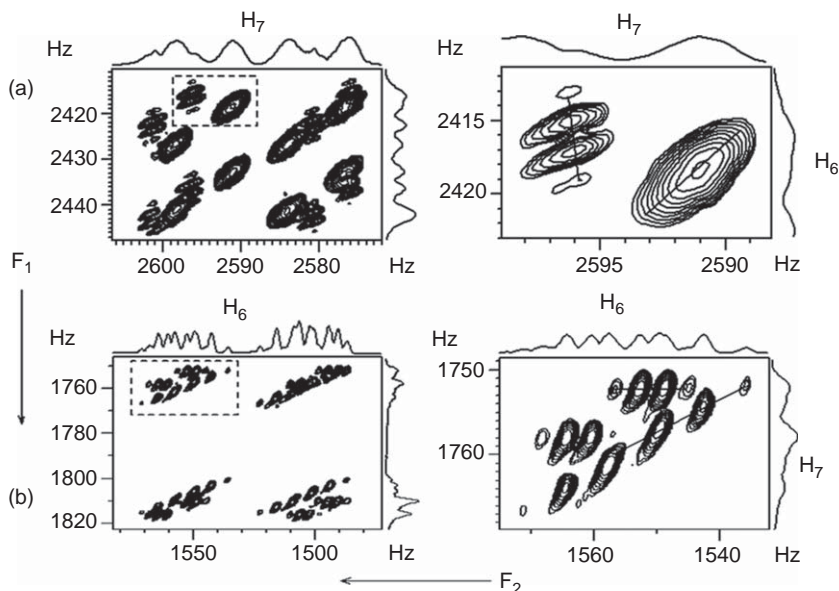 H7 H7
Hz Hz
(a)
2420 2415
2430 H6
2440 2420
2600 2590 2580 Hz 2595 2590 Hz
F1
H6 H6
Hz Hz
1750
1760
1780 1760
1800 H7
(b)
1820
1550 1500 Hz 1560 1540 Hz
F2